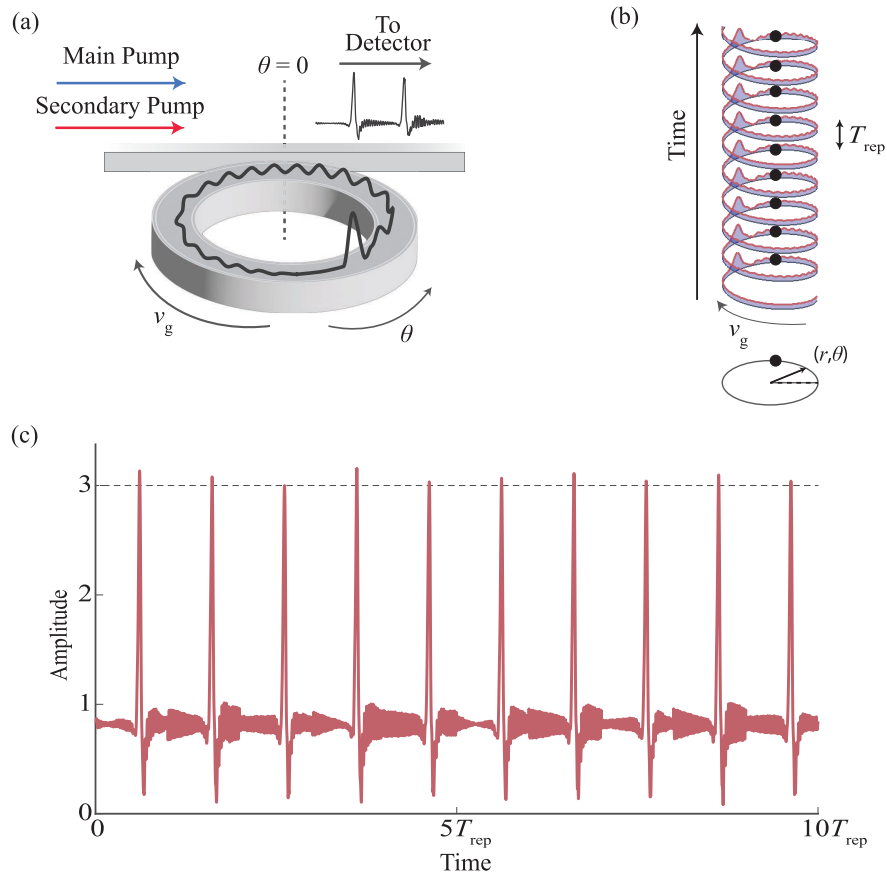 (a)
Main Pump
Secondary Pump
θ = 0
To
Detector
v_g
θ
(b)
Time
T_rep
v_g
(r,θ)
(c)
Amplitude
3
2
1
0
0
5T_rep
10T_rep
Time